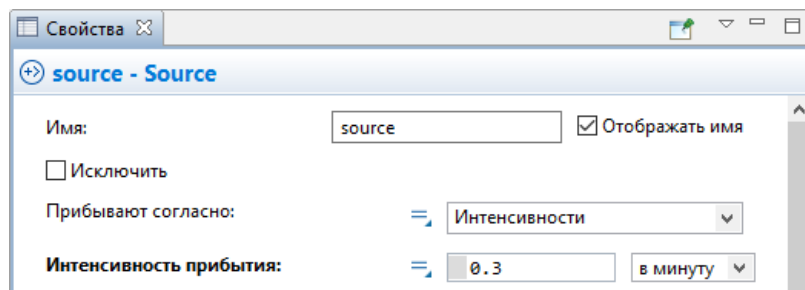 Свойства
source - Source
Имя: source Отображать имя
Исключить
Прибывают согласно: Интенсивности
Интенсивность прибытия: 0.3 в минуту